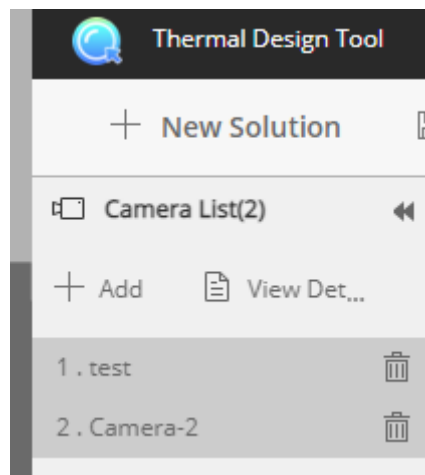 Thermal Design Tool
New Solution
Camera List(2)
Add View Det...
1 . test
2 . Camera-2